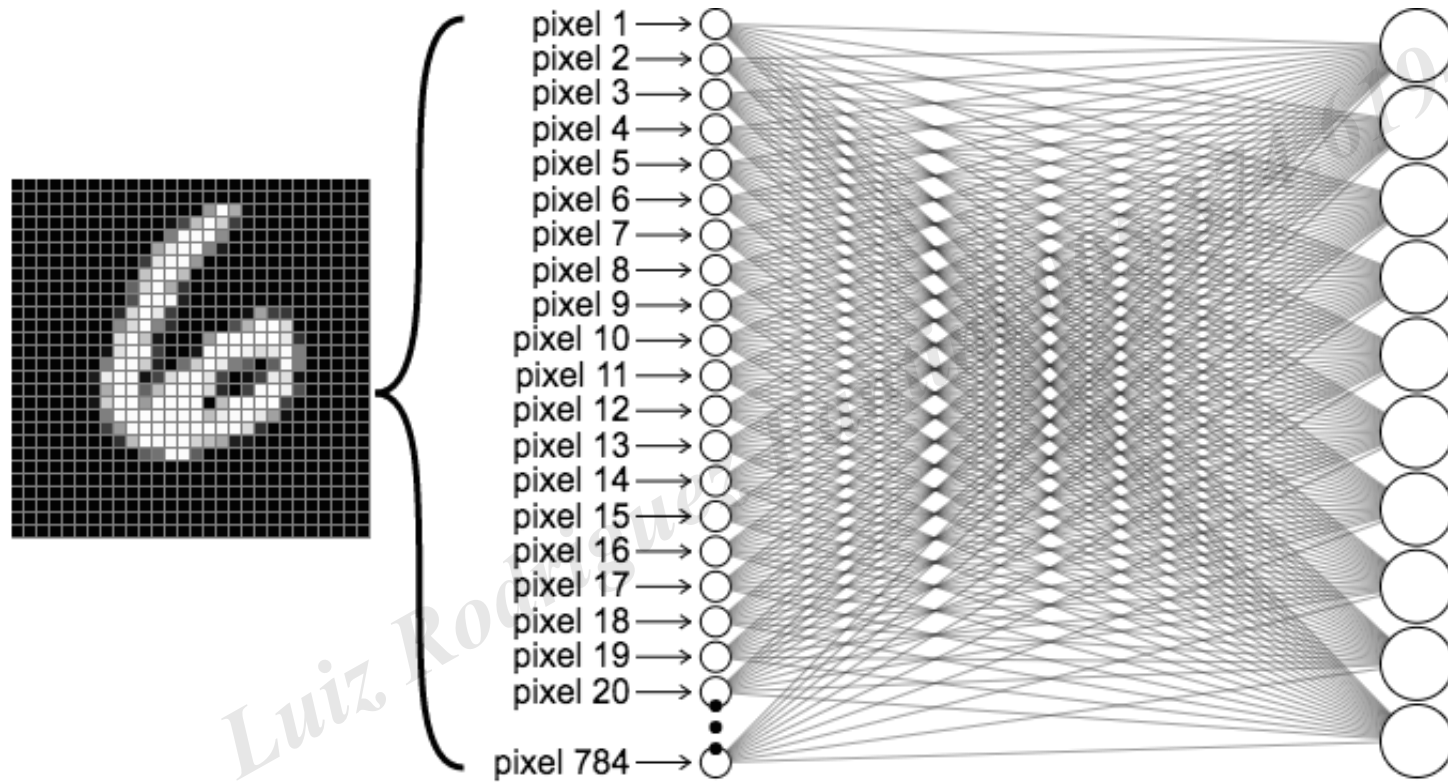 pixel 1
pixel 2
pixel 3
pixel 4
pixel 5
pixel 6
pixel 7
pixel 8
pixel 9
pixel 10
pixel 11
pixel 12
pixel 13
pixel 14
pixel 15
pixel 16
pixel 17
pixel 18
pixel 19
pixel 20
pixel 784
Luiz Rodriguez